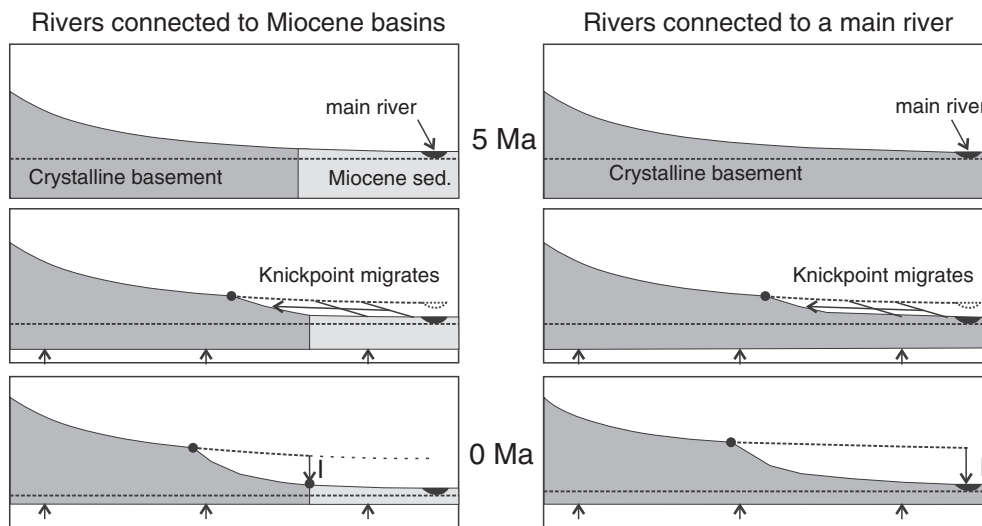 Rivers connected to Miocene basins
Rivers connected to a main river
main river
Crystalline basement
Miocene sed.
5 Ma
main river
Crystalline basement
Knickpoint migrates
Knickpoint migrates
I
0 Ma
I